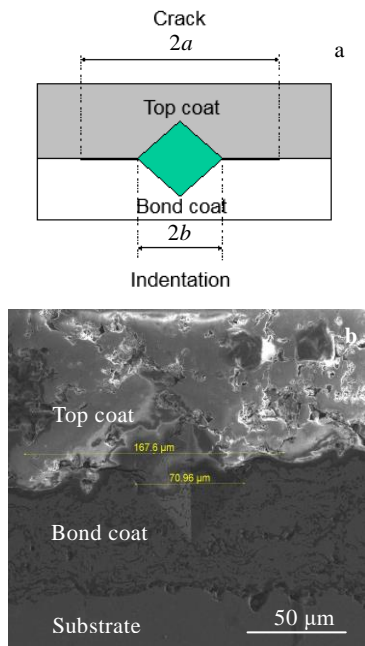 Crack
2a
a
Top coat
Bond coat
2b
Indentation
b
Top coat
167.6 μm
70.96 μm
Bond coat
50 μm
Substrate